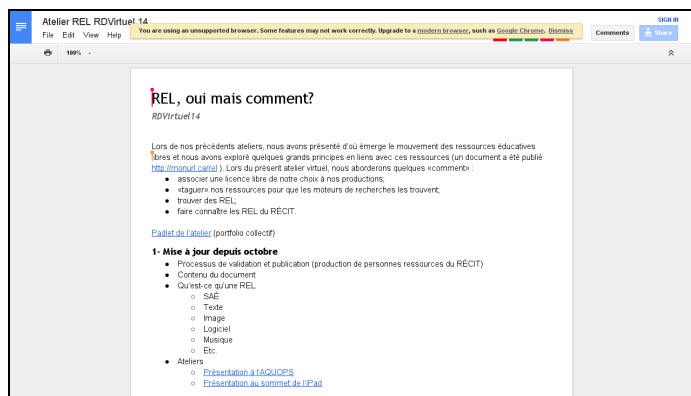 Atelier REL RDVirtuel 14
SIGN IN
File Edit View Help
You are using an unsupported browser. Some features may not work correctly. Upgrade to a modern browser, such as Google Chrome. Dismiss
Comments
Share
100%
REL, oui mais comment?
RDVirtuel14
Lors de nos précédents ateliers, nous avons présenté d'où émerge le mouvement des ressources éducatives
libres et nous avons exploré quelques grands principes en liens avec ces ressources (un document a été publié
http://monurl.ca/rel ). Lors du présent atelier virtuel, nous aborderons quelques «comment» :
● associer une licence libre de notre choix à nos productions;
● «taguer» nos ressources pour que les moteurs de recherches les trouvent;
● trouver des REL;
● faire connaître les REL du RÉCIT.
Padlet de l'atelier (portfolio collectif)
1- Mise à jour depuis octobre
● Processus de validation et publication (production de personnes ressources du RÉCIT)
● Contenu du document
● Qu'est-ce qu'une REL
○ SAÉ
○ Texte
○ Image
○ Logiciel
○ Musique
○ Etc.
● Ateliers
○ Présentation à l'AQUOPS
○ Présentation au sommet de l'iPad